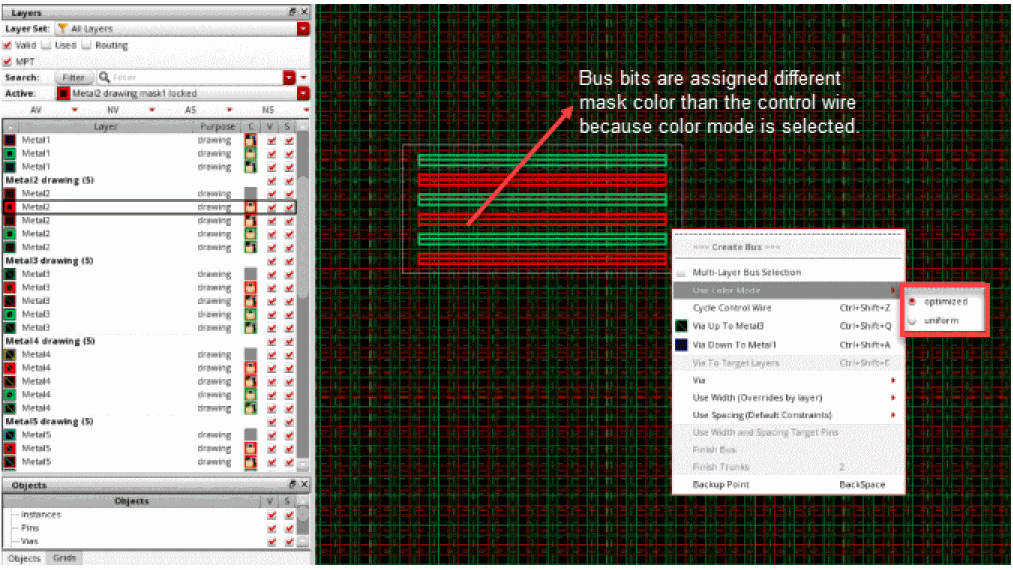 Layers
Layer Set: All Layers
Valid Used Routing
MPT
Search: Filter Filter
Active: Metal2 drawing mask1 locked
AV NV AS NS
Layer Purpose C V S
Metal1 drawing
Metal1 drawing
Metal1 drawing
Metal2 drawing (5)
Metal2 drawing
Metal2 drawing
Metal2 drawing
Metal2 drawing
Metal2 drawing
Metal3 drawing (5)
Metal3 drawing
Metal3 drawing
Metal3 drawing
Metal3 drawing
Metal3 drawing
Metal4 drawing (5)
Metal4 drawing
Metal4 drawing
Metal4 drawing
Metal4 drawing
Metal4 drawing
Metal5 drawing (5)
Metal5 drawing
Metal5 drawing
Metal5 drawing
Objects
Objects V S
Instances
Pins
Vias
Objects Grids
Bus bits are assigned different
mask color than the control wire
because color mode is selected.
>>> Create Bus >>>
Multi-Layer Bus Selection
Use Color Mode
Cycle Control Wire Ctrl+Shift+Z
Via Up To Metal3 Ctrl+Shift+Q
Via Down To Metal1 Ctrl+Shift+A
Via To Target Layers Ctrl+Shift+E
Via
Use Width (Overrides by layer)
Use Spacing (Default Constraints)
Use Width and Spacing Target Pins
Finish Bus
Finish Trunks 2
Backup Point BackSpace
optimized
uniform